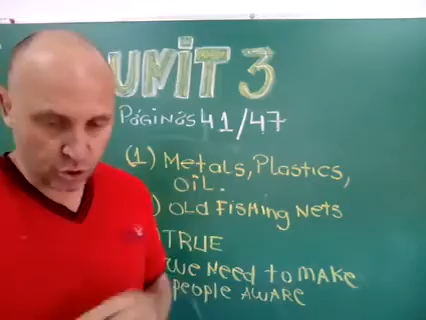 UNIT 3
Páginas 41/47
(1) Metals, Plastics,
OIL.
) OLD FISHING NETS
TRUE
WE NEED to MAKE
PEOPLE AWARE